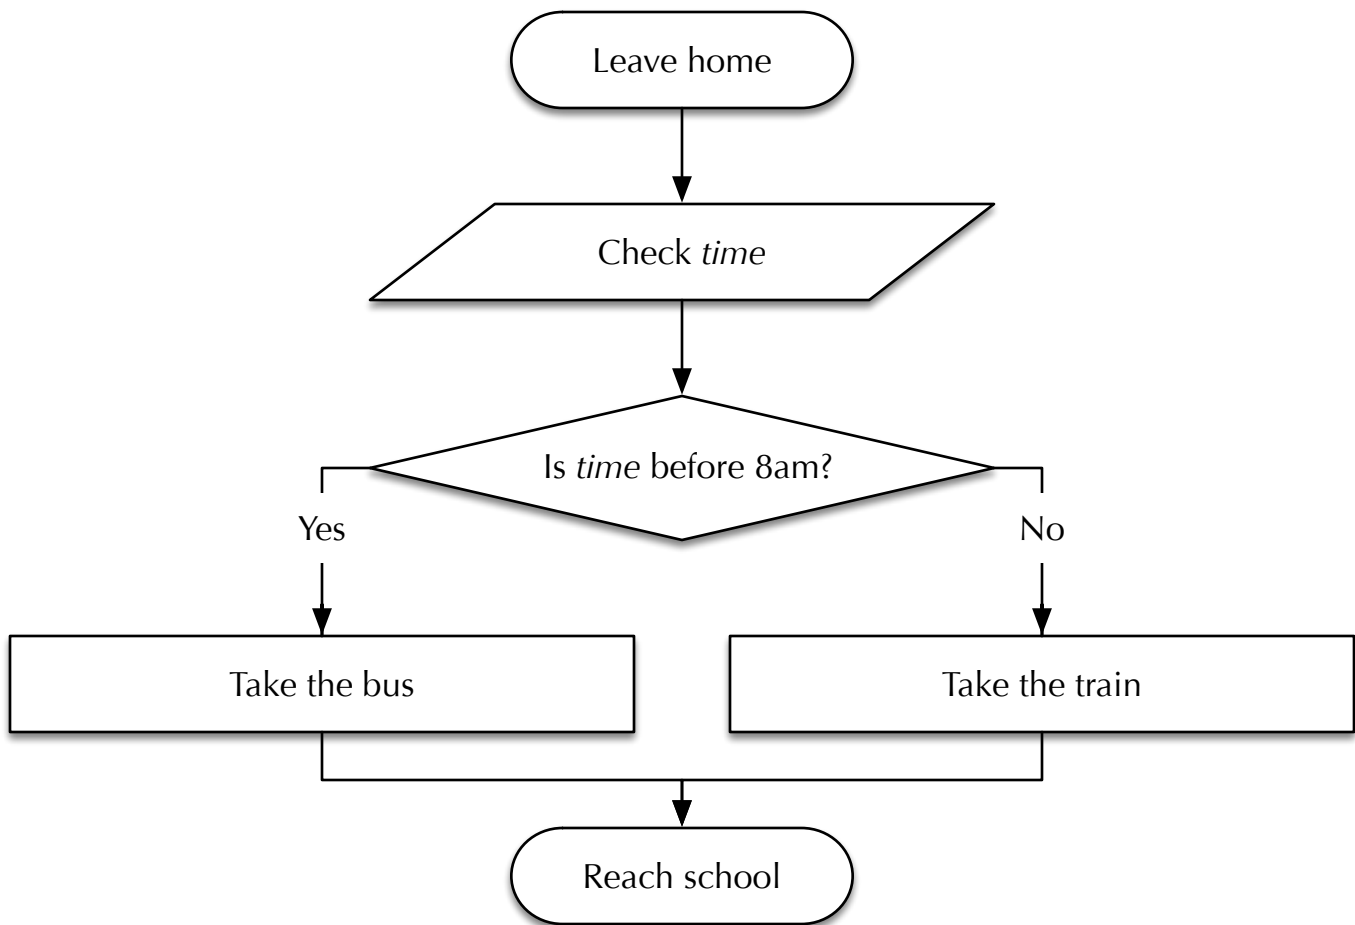 Leave home
Check time
Is time before 8am?
Yes
No
Take the bus
Take the train
Reach school